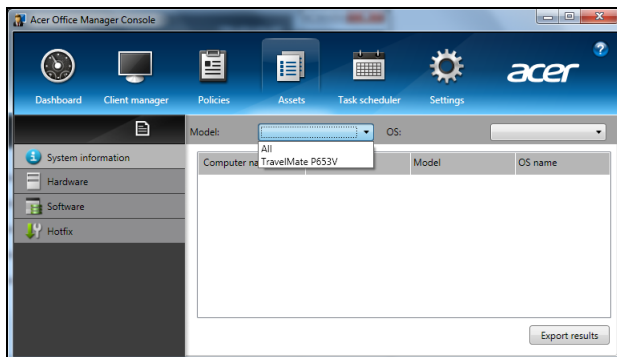 Acer Office Manager Console
acer
?
Dashboard Client manager Policies Assets Task scheduler Settings
Model: OS:
All
TravelMate P653V
System information
Hardware
Software
Hotfix
Computer na Model OS name
Export results